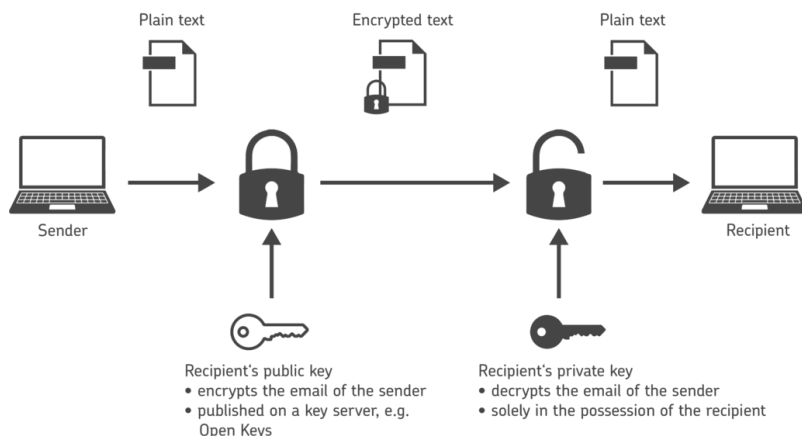 Plain text
Encrypted text
Plain text
Sender
Recipient
Recipient's public key
• encrypts the email of the sender
• published on a key server, e.g.
Open Keys
Recipient's private key
• decrypts the email of the sender
• solely in the possession of the recipient